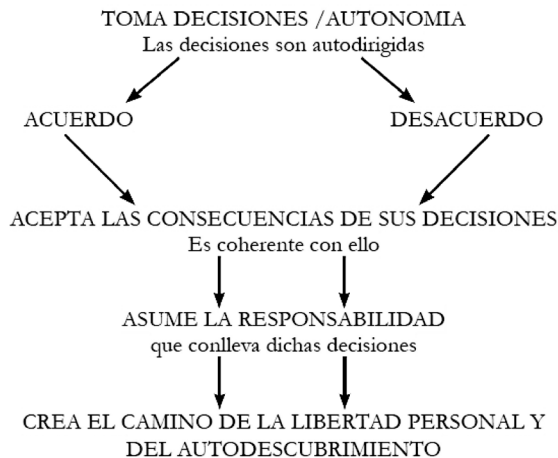 TOMA DECISIONES /AUTONOMIA
Las decisiones son autodirigidas
ACUERDO
DESACUERDO
ACEPTA LAS CONSECUENCIAS DE SUS DECISIONES
Es coherente con ello
ASUME LA RESPONSABILIDAD
que conlleva dichas decisiones
CREA EL CAMINO DE LA LIBERTAD PERSONAL Y
DEL AUTODESCUBRIMIENTO